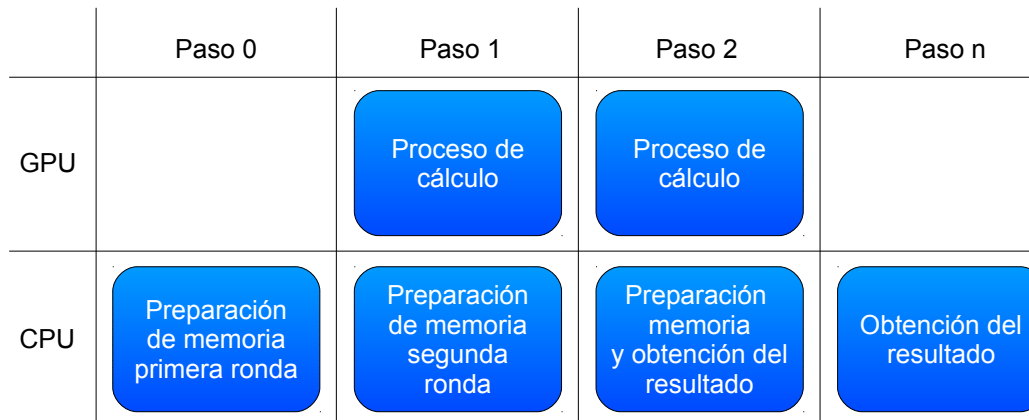 Paso 0
Paso 1
Paso 2
Paso n
GPU
Proceso de
cálculo
Proceso de
cálculo
CPU
Preparación
de memoria
primera ronda
Preparación
de memoria
segunda
ronda
Preparación
memoria
y obtención del
resultado
Obtención del
resultado